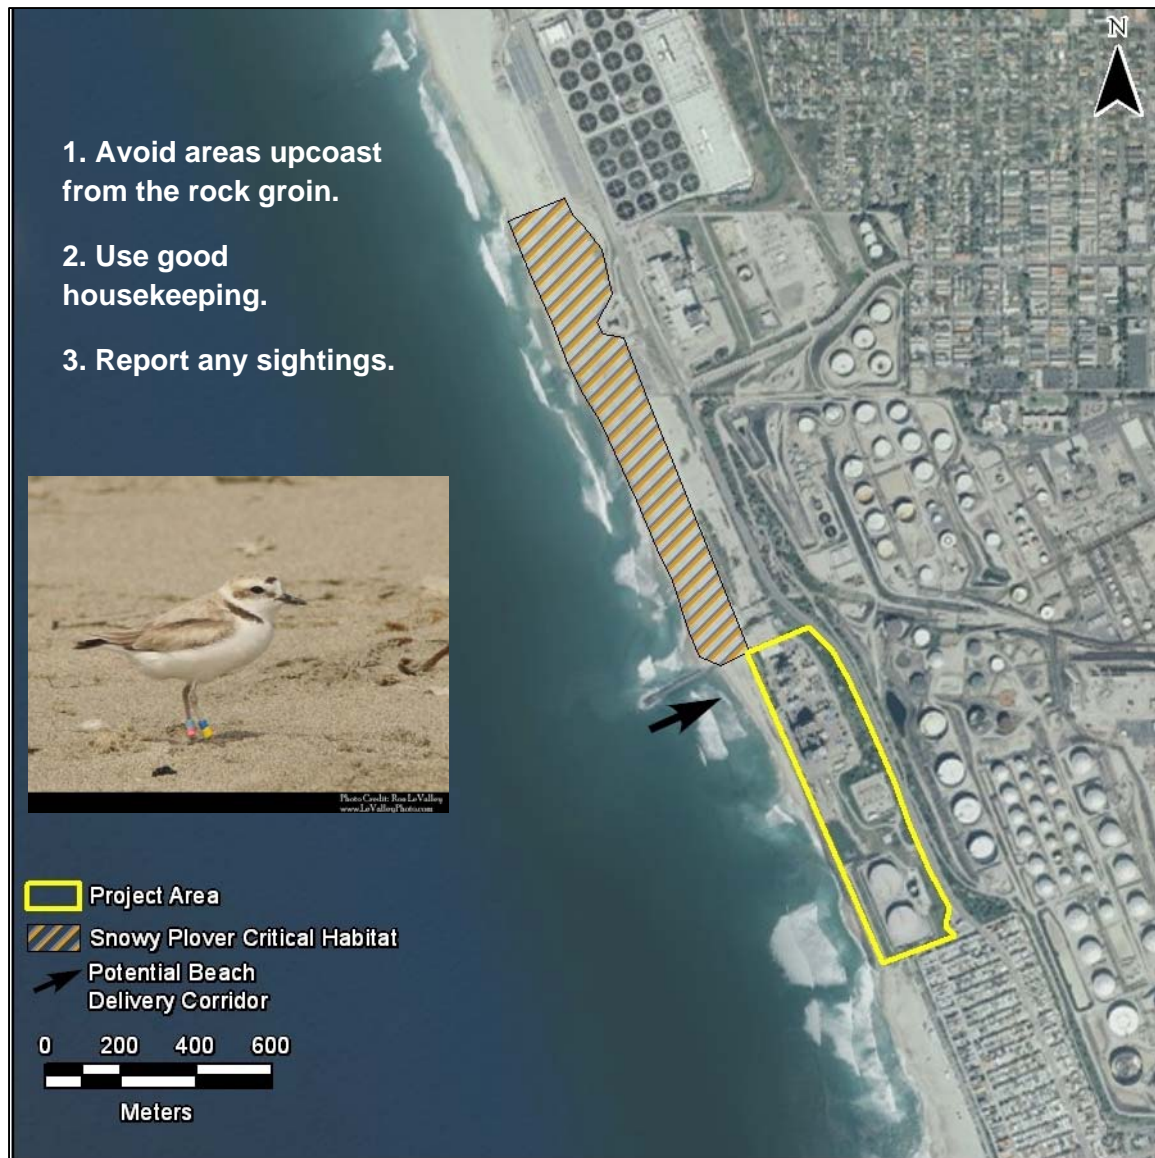 N
1. Avoid areas upcoast
from the rock groin.
2. Use good
housekeeping.
3. Report any sightings.
Photo Credit: Ron LeValley
www.LeValleyPhoto.com
Project Area
Snowy Plover Critical Habitat
Potential Beach
Delivery Corridor
0 200 400 600
Meters